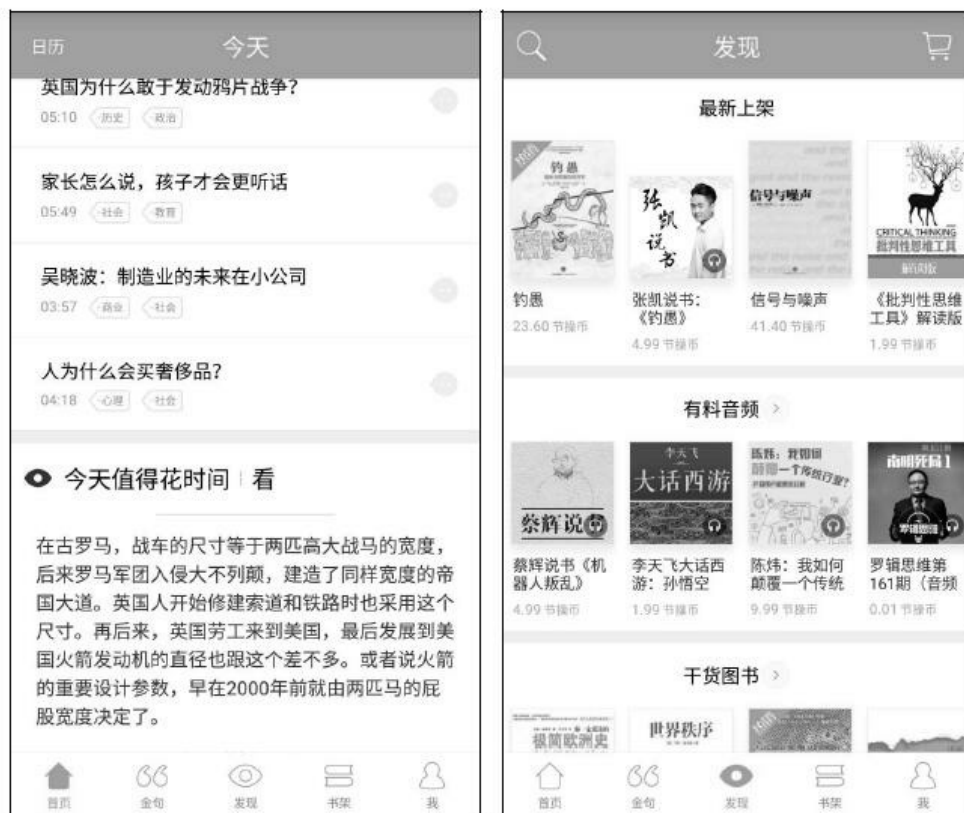 日历
今天
英国为什么敢于发动鸦片战争？
05:10 历史 政治
家长怎么说，孩子才会更听话
05:49 社会 教育
吴晓波：制造业的未来在小公司
03:57 商业 社会
人为什么会买奢侈品？
04:18 心理 社会
今天值得花时间 看
在古罗马，战车的尺寸等于两匹高大战马的宽度，
后来罗马军团入侵大不列颠，建造了同样宽度的帝
国大道。英国人开始修建索道和铁路时也采用这个
尺寸。再后来，英国劳工来到美国，最后发展到美
国火箭发动机的直径也跟这个差不多。或者说火箭
的重要设计参数，早在2000年前就由两匹马的屁
股宽度决定了。
首页 金句 发现 书架 我
发现
最新上架
钓愚
张凯说书
信号与噪声
CRITICAL THINKING
批判性思维工具
解读版
钓愚
23.60 节操币
张凯说书：
《钓愚》
4.99 节操币
信号与噪声
41.40 节操币
《批判性思维
工具》解读版
1.99 节操币
有料音频
蔡辉说
李天飞
大话西游
陈炜：我如何
颠覆一个传统行业？
南明死局1
罗辑思维
蔡辉说书《机
器人叛乱》
4.99 节操币
李天飞大话西
游：孙悟空
1.99 节操币
陈炜：我如何
颠覆一个传统
9.99 节操币
罗辑思维第
161期（音频
0.01 节操币
干货图书
极简欧洲史
世界秩序
首页 金句 发现 书架 我